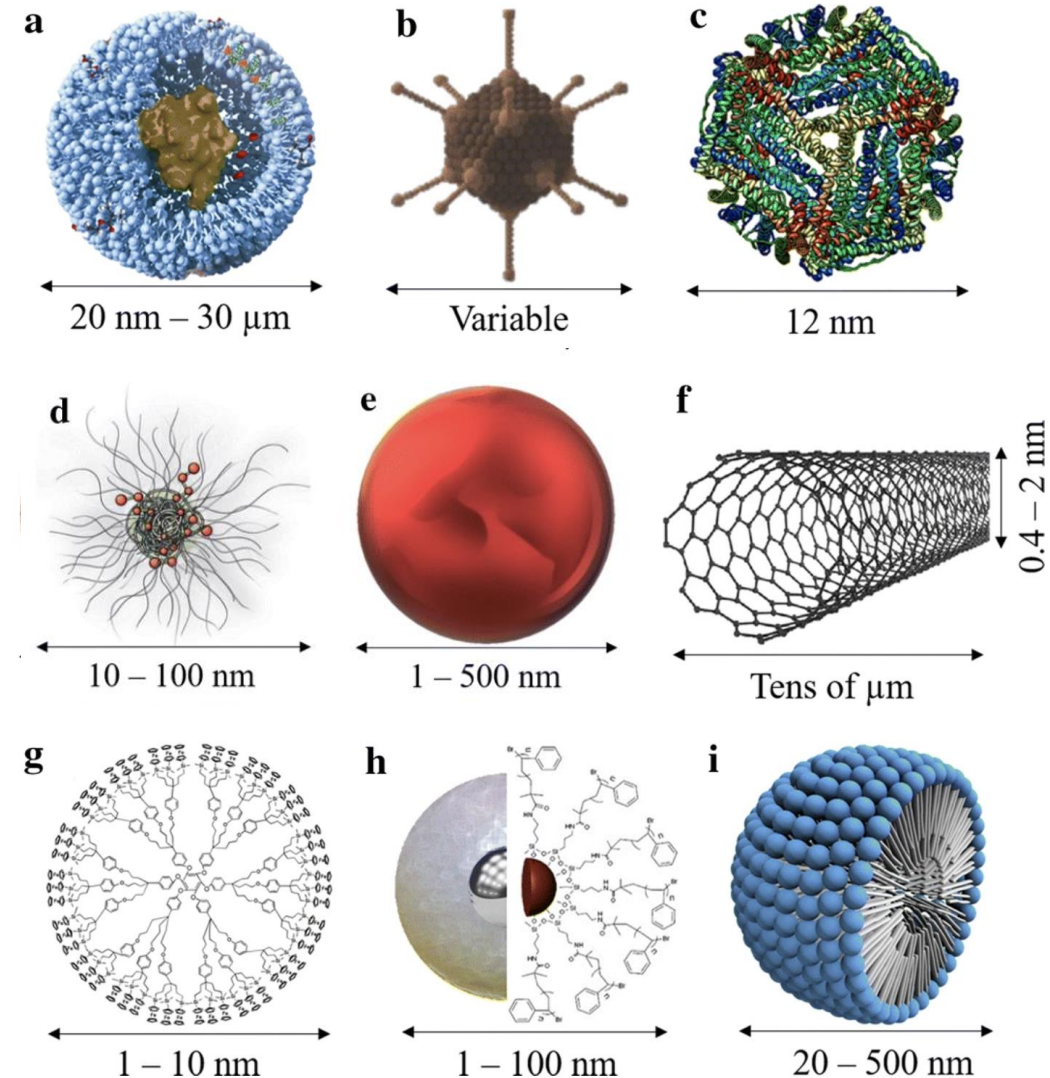 a
b
c
20 nm – 30 µm
Variable
12 nm
d
e
f
0.4 – 2 nm
10 – 100 nm
1 – 500 nm
Tens of µm
g
h
i
1 – 10 nm
1 – 100 nm
20 – 500 nm